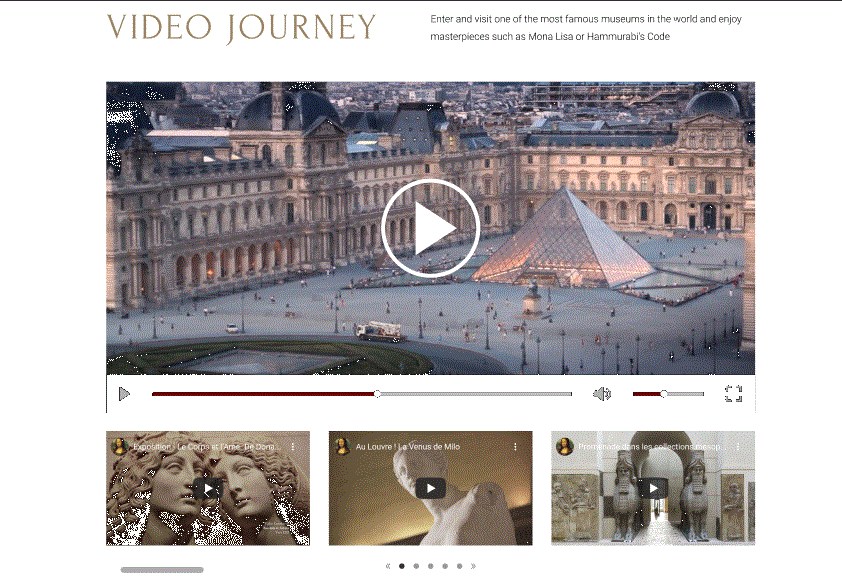 VIDEO JOURNEY
Enter and visit one of the most famous museums in the world and enjoy
masterpieces such as Mona Lisa or Hammurabi's Code
Exposition - Le Corps et l'Âme. De Dona...
Au Louvre ! La Vénus de Milo
Promenade dans les collections mésop...